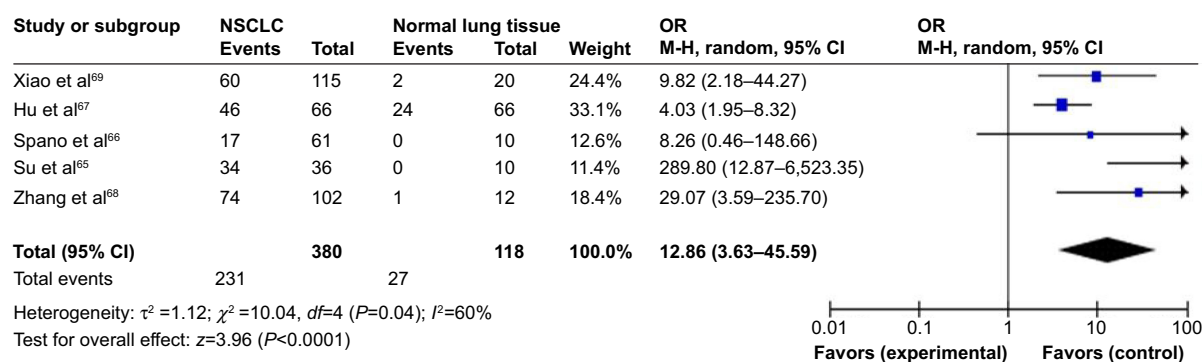 Study or subgroup NSCLC Normal lung tissue OR OR
Events Total Events Total Weight M-H, random, 95% CI M-H, random, 95% CI
Xiao et al⁶⁹ 60 115 2 20 24.4% 9.82 (2.18–44.27)
Hu et al⁶⁷ 46 66 24 66 33.1% 4.03 (1.95–8.32)
Spano et al⁶⁶ 17 61 0 10 12.6% 8.26 (0.46–148.66)
Su et al⁶⁵ 34 36 0 10 11.4% 289.80 (12.87–6,523.35)
Zhang et al⁶⁸ 74 102 1 12 18.4% 29.07 (3.59–235.70)
Total (95% CI) 380 118 100.0% 12.86 (3.63–45.59)
Total events 231 27
Heterogeneity: τ² =1.12; χ² =10.04, df=4 (P=0.04); I²=60%
Test for overall effect: z=3.96 (P<0.0001)
0.01 0.1 1 10 100
Favors (experimental) Favors (control)